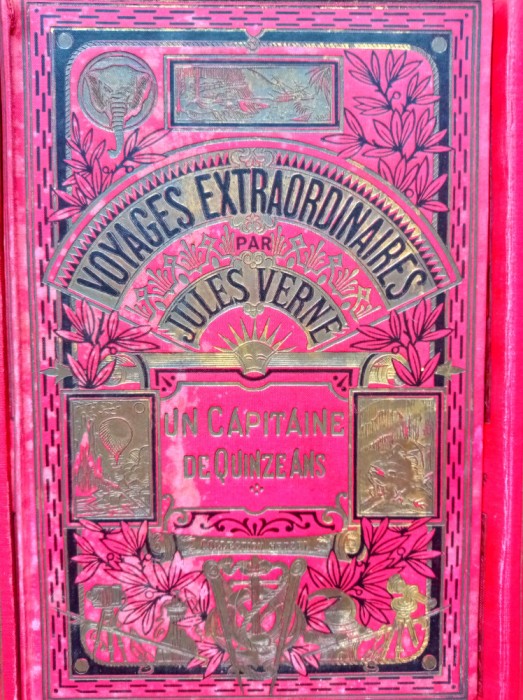 VOYAGES EXTRAORDINAIRES
PAR
JULES VERNE
UN CAPITAINE
DE QUINZE ANS